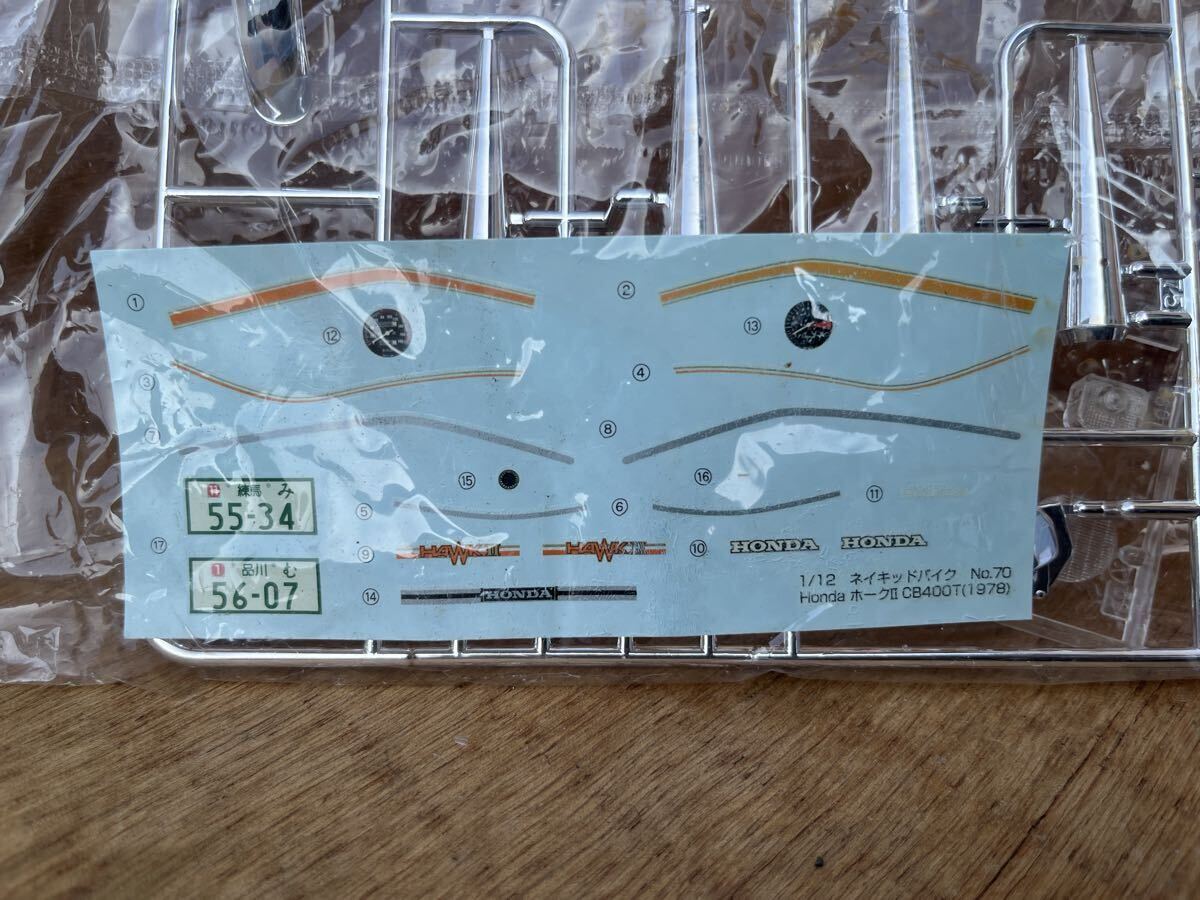 ① ②
⑫ ⑬
③ ④
⑦ ⑧
⑮ ⑯
⑤ ⑥ ⑪
練馬 み
55-34
⑰
1 品川 む
56-07
⑨ HAWK II HAWK II
⑩ HONDA HONDA
⑭ HONDA
1/12 ネイキッドバイク No.70
Honda ホークⅡ CB400T(1978)
75